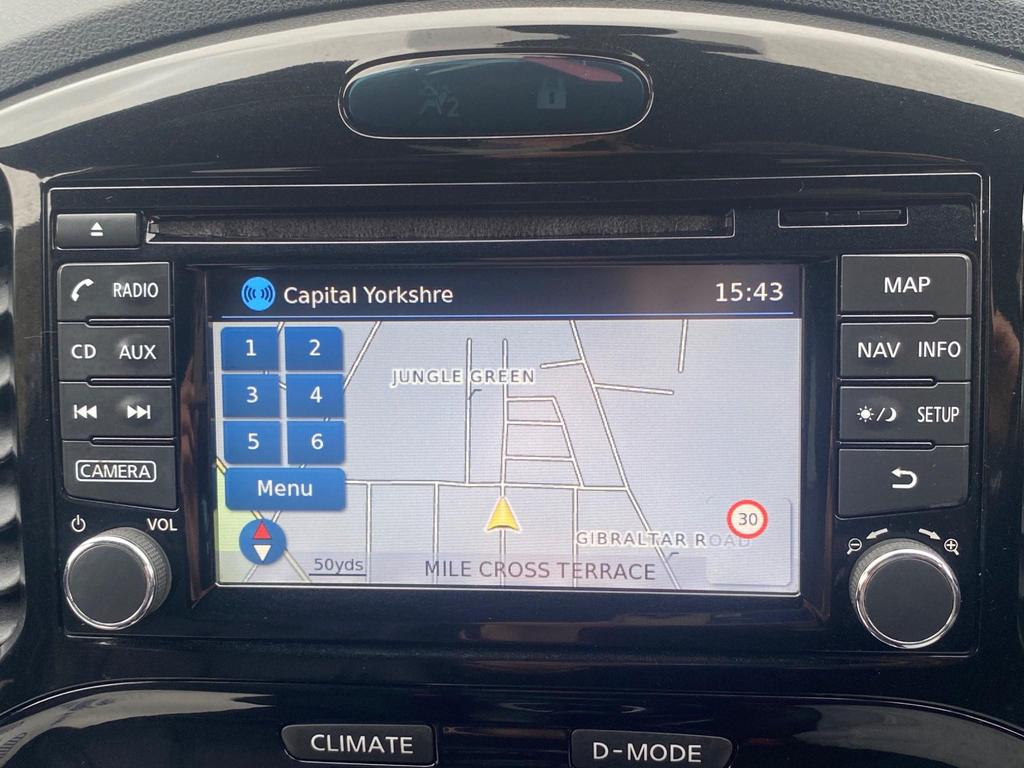 2
RADIO
CD AUX
CAMERA
VOL
Capital Yorkshre
15:43
1 2
3 4
5 6
Menu
JUNGLE GREEN
30
GIBRALTAR ROAD
50yds
MILE CROSS TERRACE
MAP
NAV INFO
SETUP
CLIMATE
D-MODE